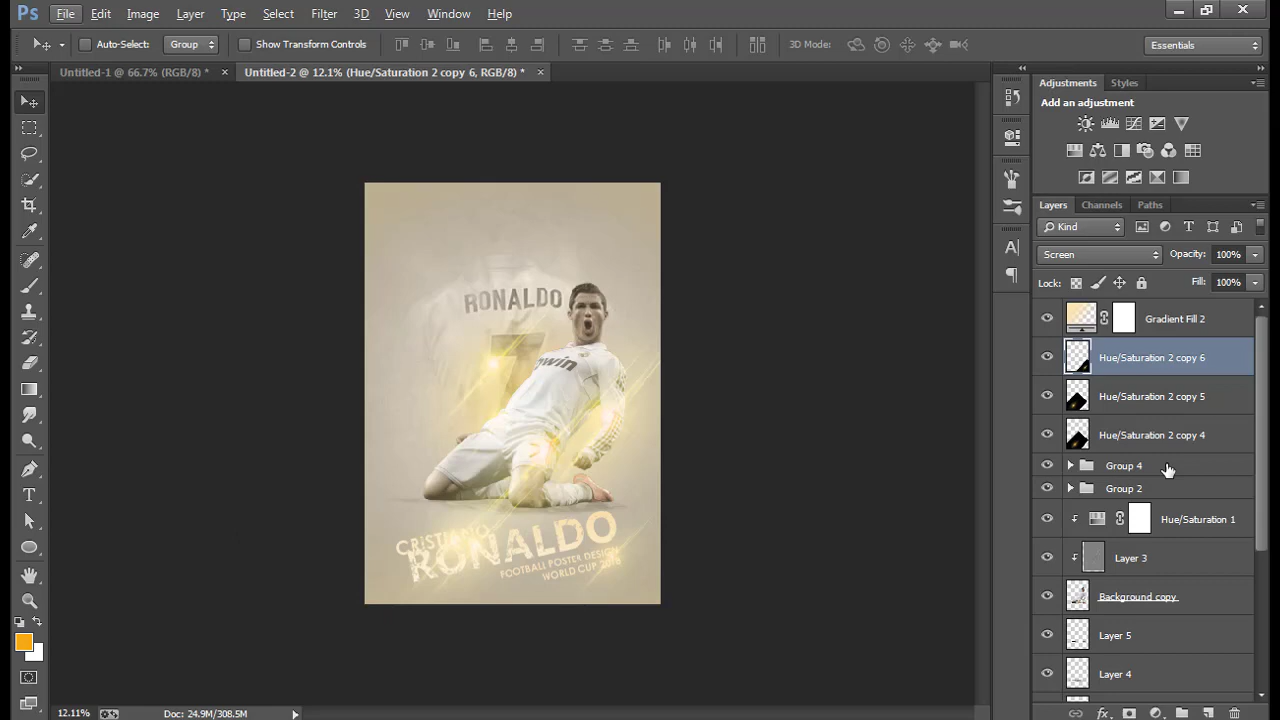 Ps File Edit Image Layer Type Select Filter 3D View Window Help
Auto-Select: Group Show Transform Controls 3D Mode: Essentials
Untitled-1 @ 66.7% (RGB/8) * × Untitled-2 @ 12.1% (Hue/Saturation 2 copy 6, RGB/8) * ×
Adjustments Styles
Add an adjustment
Layers Channels Paths
Kind
Screen Opacity: 100%
Lock: Fill: 100%
Gradient Fill 2
Hue/Saturation 2 copy 6
Hue/Saturation 2 copy 5
Hue/Saturation 2 copy 4
Group 4
Group 2
Hue/Saturation 1
Layer 3
Background copy
Layer 5
Layer 4
RONALDO
7
bwin
CRISTIANO
RONALDO
FOOTBALL POSTER DESIGN
WORLD CUP 2018
12.11% Doc: 24.9M/308.5M